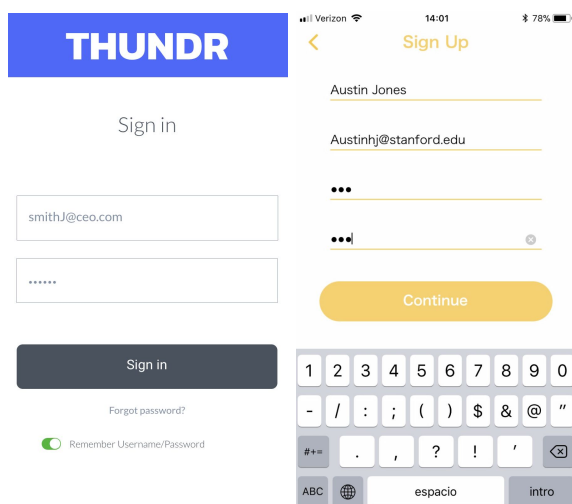 THUNDR
Sign in
smithJ@ceo.com
••••••
Sign in
Forgot password?
Remember Username/Password
Verizon 14:01 78%
Sign Up
Austin Jones
Austinhj@stanford.edu
•••
•••
Continue
1 2 3 4 5 6 7 8 9 0
- / : ; ( ) $ & @ "
#+= . , ? ! '
ABC espacio intro